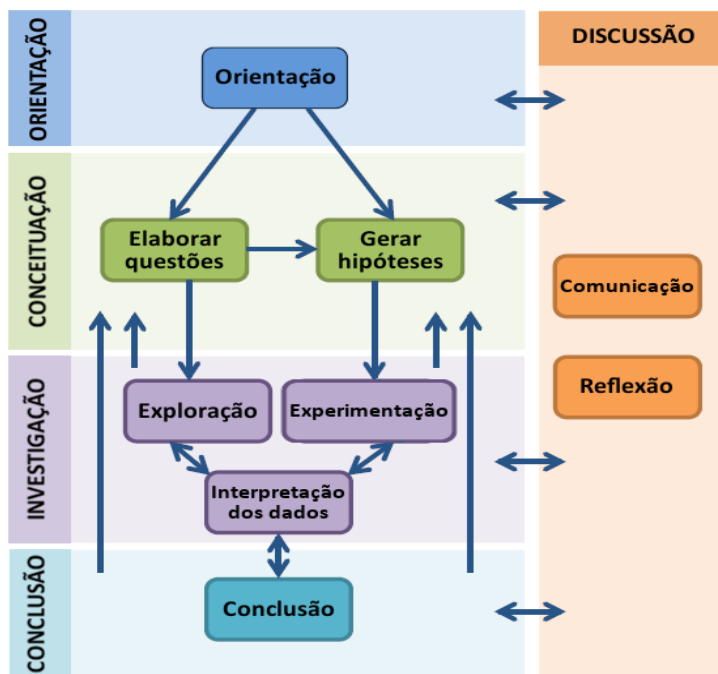 ORIENTAÇÃO
Orientação
DISCUSSÃO
CONCEITUAÇÃO
Elaborar
questões
Gerar
hipóteses
Comunicação
Reflexão
INVESTIGAÇÃO
Exploração
Experimentação
Interpretação
dos dados
CONCLUSÃO
Conclusão